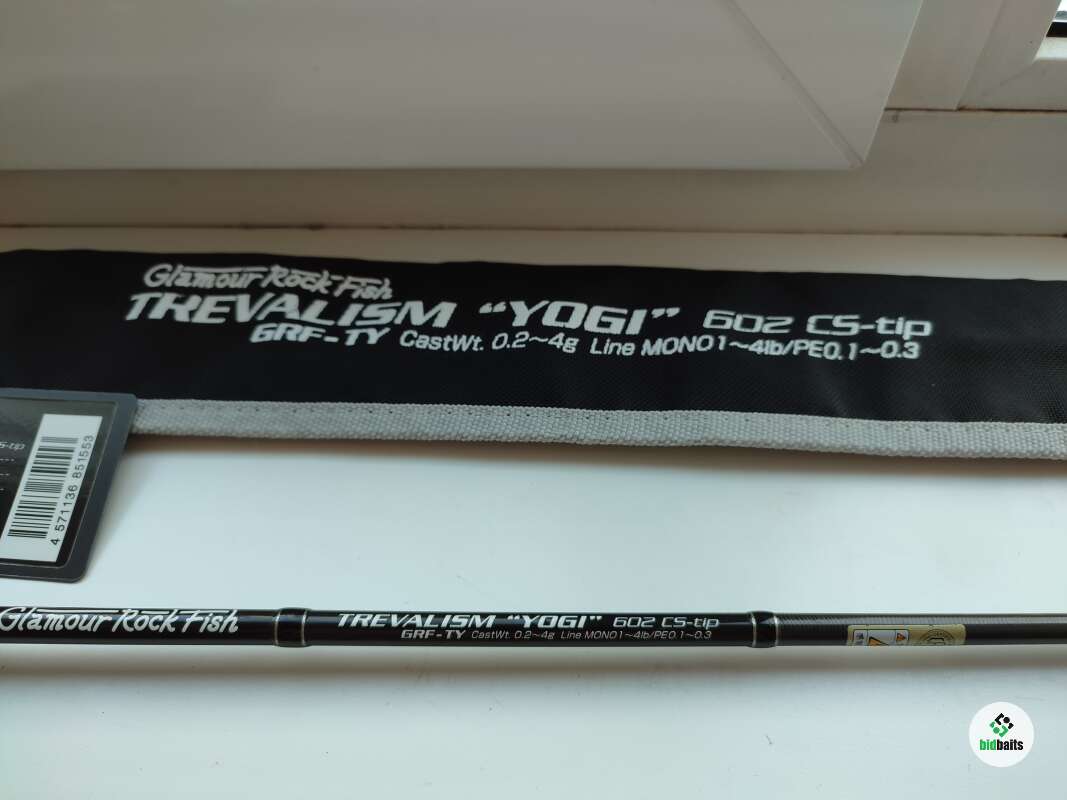 Glamour Rock Fish
TREVALISM “YOGI” 602 CS-tip
GRF-TY CastWt. 0.2~4g Line MONO1~4lb/PE0.1~0.3
S-tip
4 571136 851553
Glamour Rock Fish
TREVALISM “YOGI” 602 CS-tip
GRF-TY CastWt. 0.2~4g Line MONO1~4lb/PE0.1~0.3
bidbaits